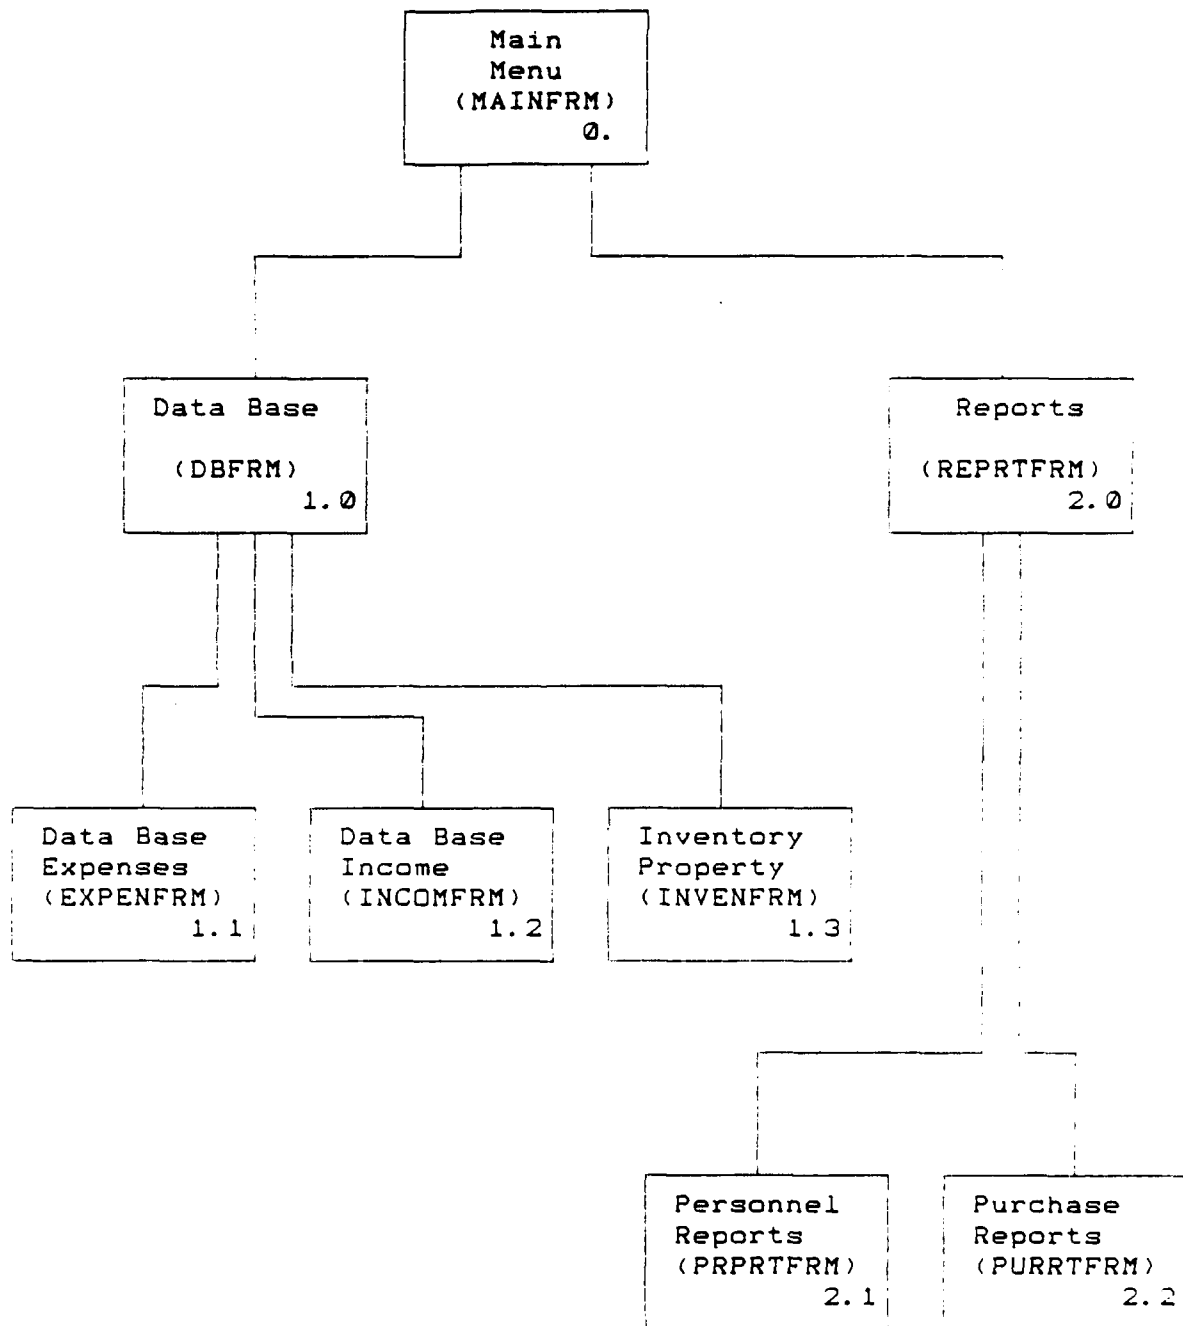 Main
Menu
(MAINFRM)
0.
Data Base
(DBFRM)
1.0
Reports
(REPRTFRM)
2.0
Data Base
Expenses
(EXPENFRM)
1.1
Data Base
Income
(INCOMFRM)
1.2
Inventory
Property
(INVENFRM)
1.3
Personnel
Reports
(PRPRTFRM)
2.1
Purchase
Reports
(PURRTFRM)
2.2